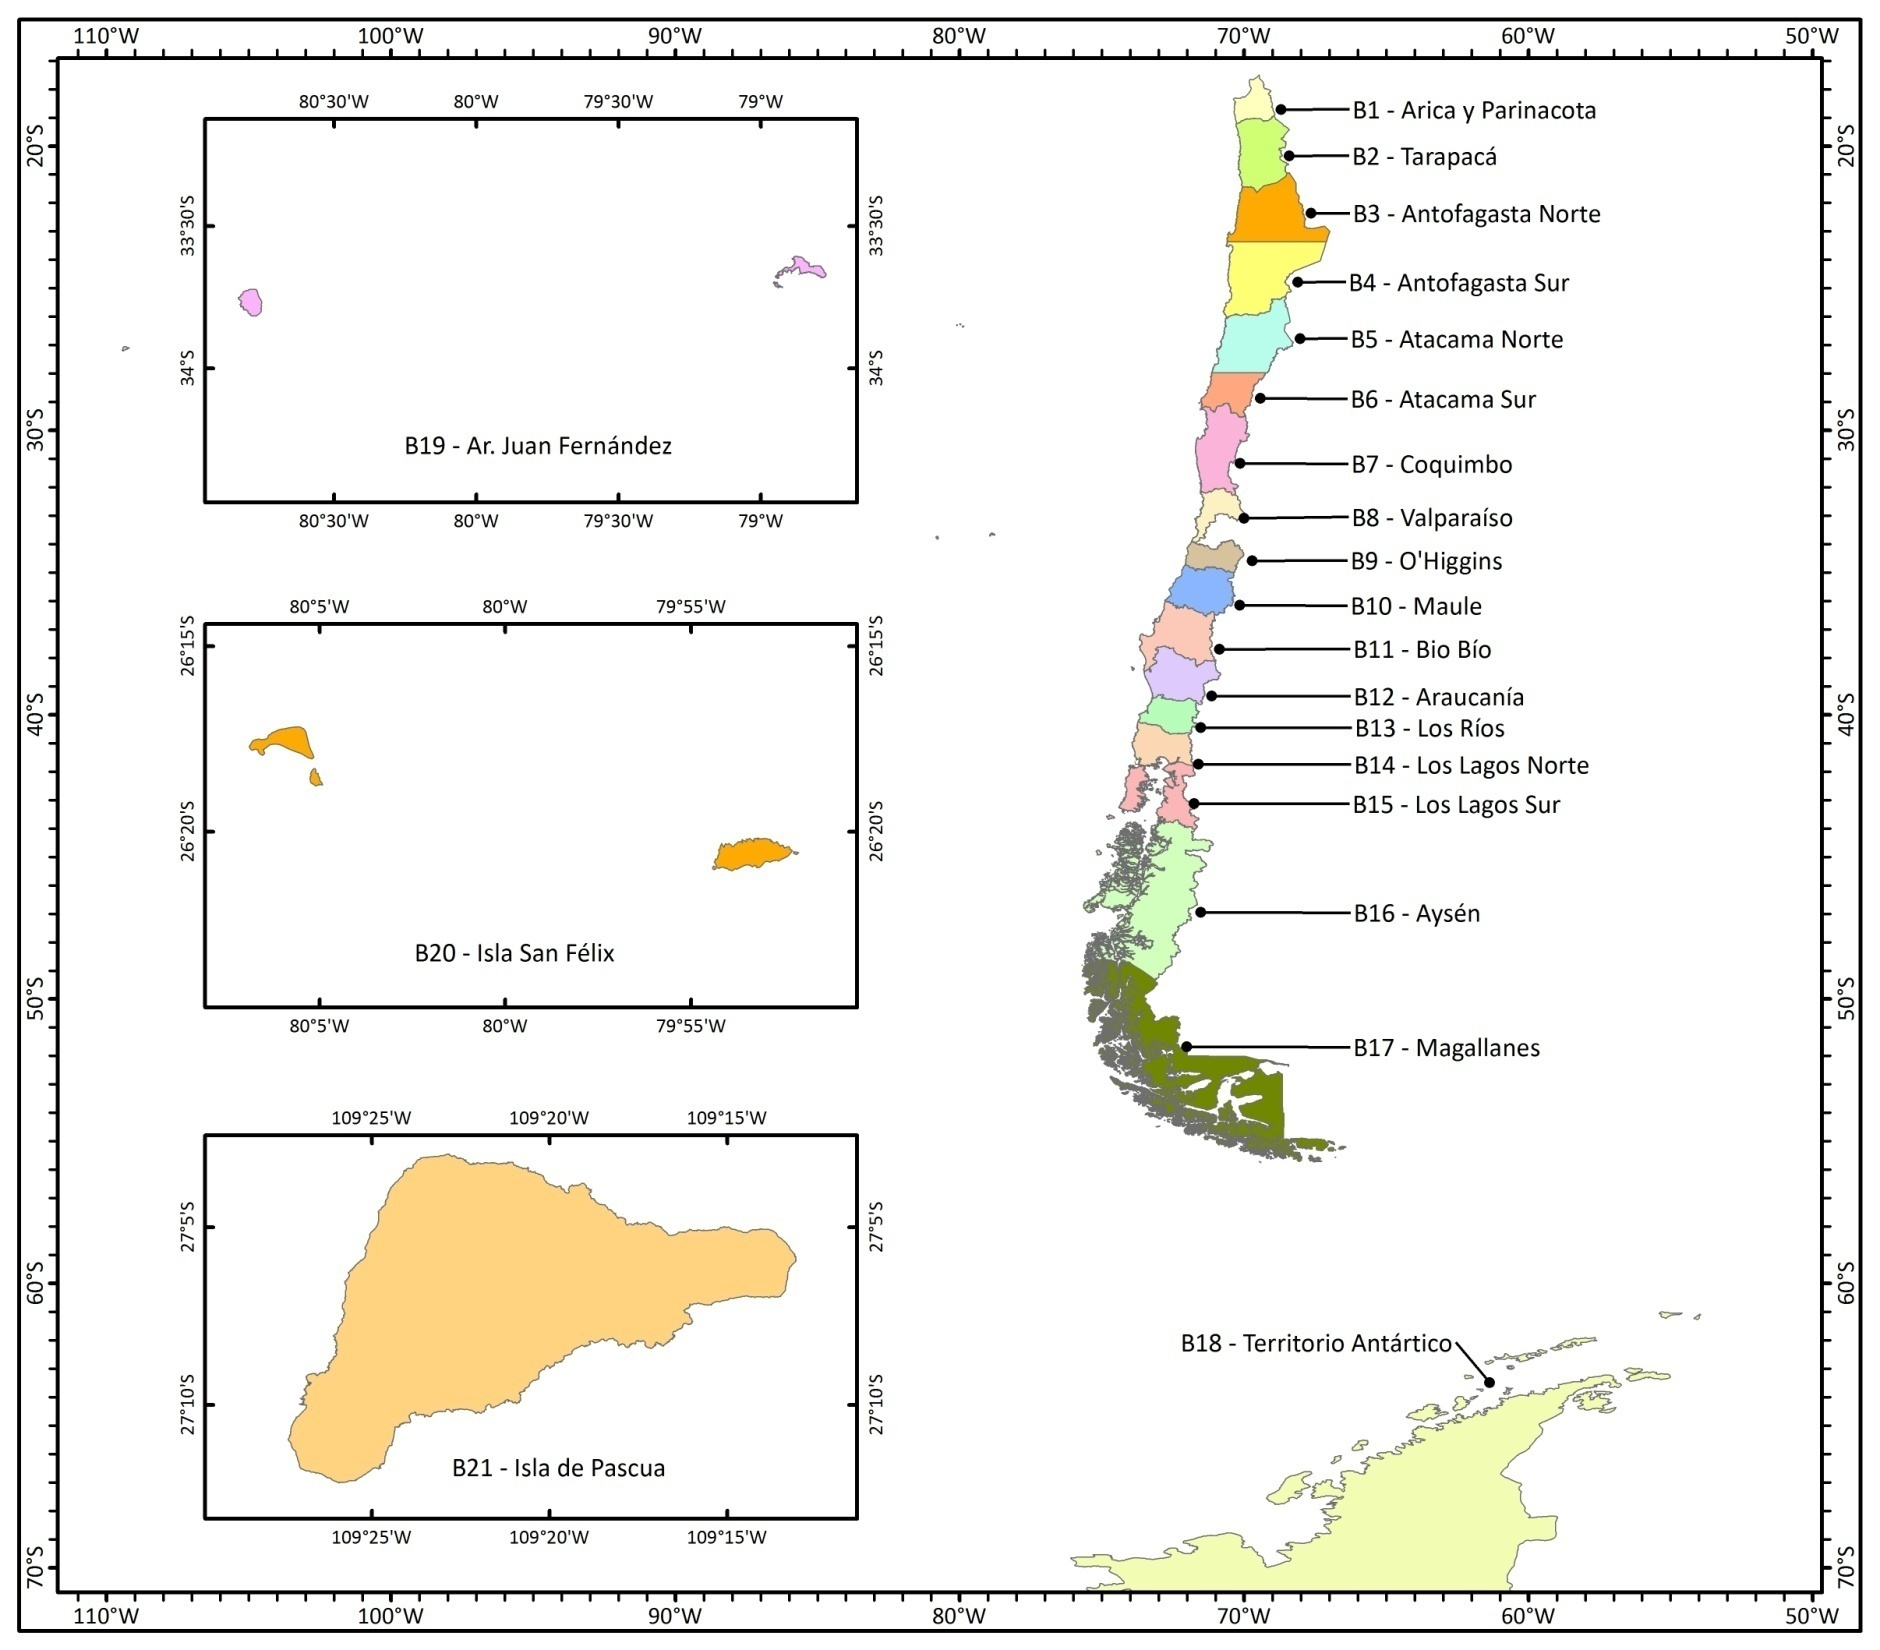 110°W 100°W 90°W 80°W 70°W 60°W 50°W
20°S
30°S
40°S
50°S
60°S
70°S
80°30'W 80°W 79°30'W 79°W
33°30'S
34°S
33°30'S
34°S
B19 - Ar. Juan Fernández
80°30'W 80°W 79°30'W 79°W
80°5'W 80°W 79°55'W
26°15'S
26°20'S
26°15'S
26°20'S
B20 - Isla San Félix
80°5'W 80°W 79°55'W
109°25'W 109°20'W 109°15'W
27°5'S
27°10'S
27°5'S
27°10'S
B21 - Isla de Pascua
109°25'W 109°20'W 109°15'W
B1 - Arica y Parinacota
B2 - Tarapacá
B3 - Antofagasta Norte
B4 - Antofagasta Sur
B5 - Atacama Norte
B6 - Atacama Sur
B7 - Coquimbo
B8 - Valparaíso
B9 - O'Higgins
B10 - Maule
B11 - Bio Bío
B12 - Araucanía
B13 - Los Ríos
B14 - Los Lagos Norte
B15 - Los Lagos Sur
B16 - Aysén
B17 - Magallanes
B18 - Territorio Antártico
20°S
30°S
40°S
50°S
60°S
70°S
110°W 100°W 90°W 80°W 70°W 60°W 50°W